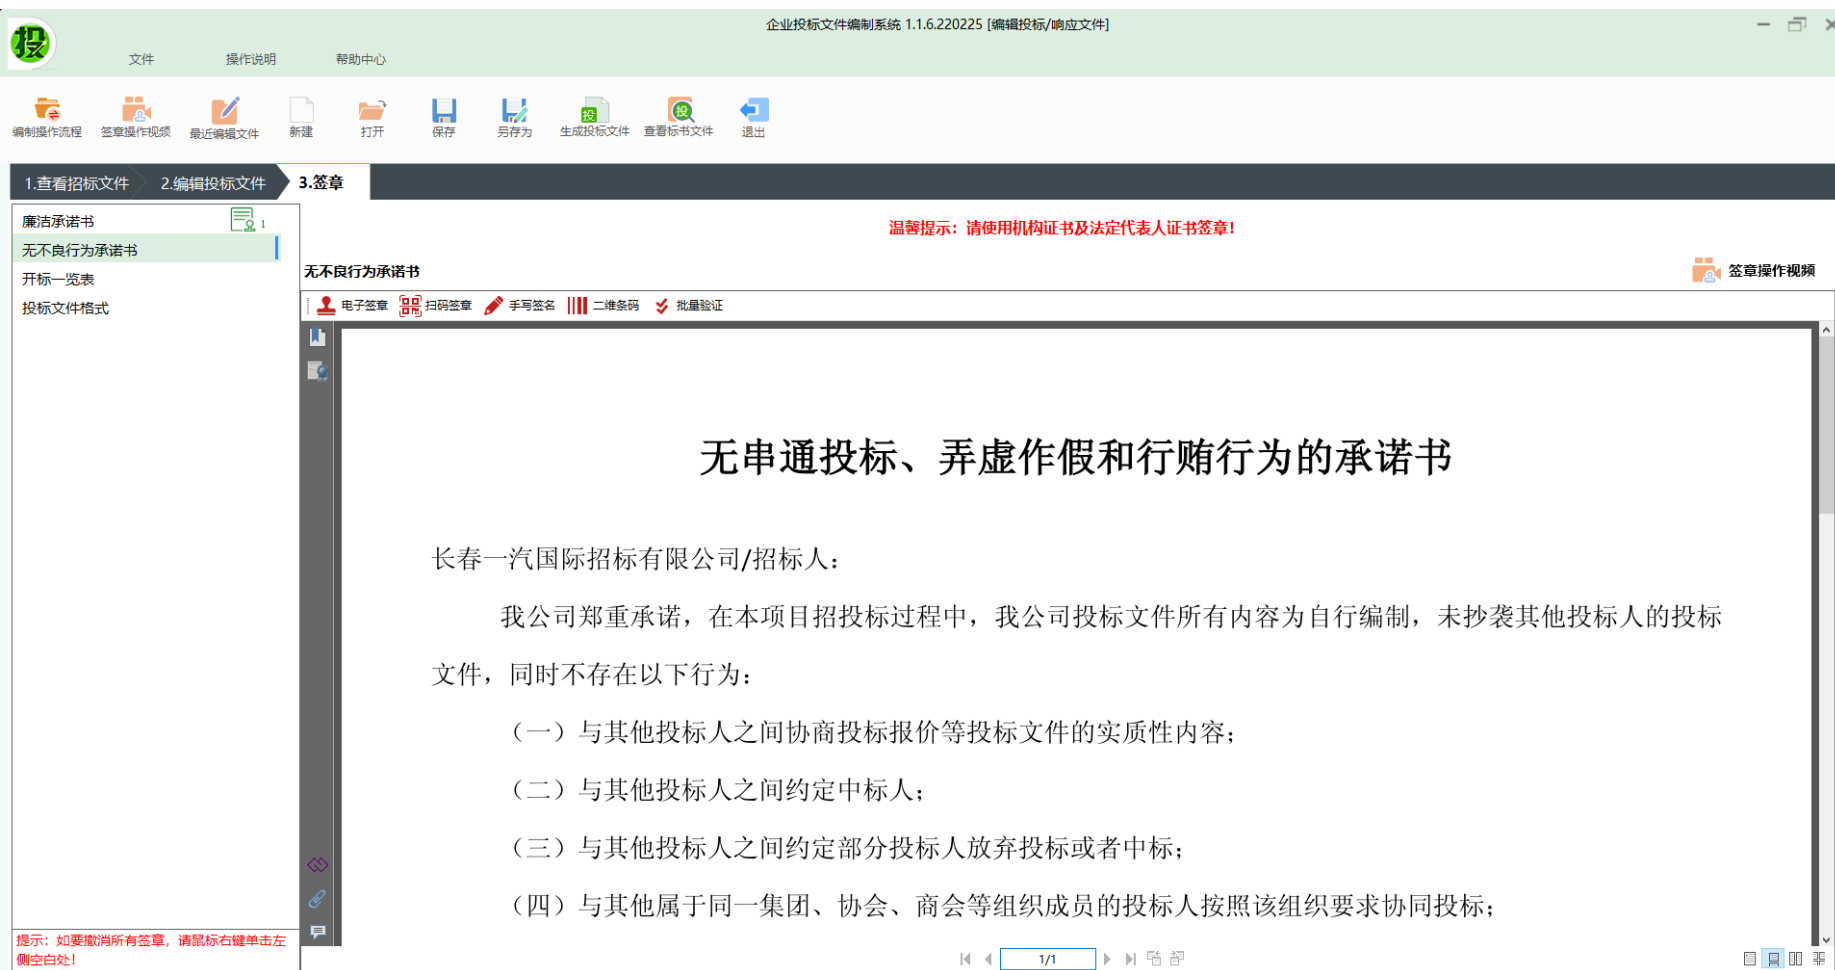 企业投标文件编制系统 1.1.6.220225 [编辑投标/响应文件]
投
文件 操作说明 帮助中心
编制操作流程 签章操作视频 最近编辑文件 新建 打开 保存 另存为 生成投标文件 查看标书文件 退出
1.查看招标文件 2.编辑投标文件 3.签章
廉洁承诺书 1
无不良行为承诺书
开标一览表
投标文件格式
温馨提示：请使用机构证书及法定代表人证书签章!
无不良行为承诺书 签章操作视频
电子签章 扫码签章 手写签名 二维条码 批量验证
无串通投标、弄虚作假和行贿行为的承诺书
长春一汽国际招标有限公司/招标人：
我公司郑重承诺，在本项目招投标过程中，我公司投标文件所有内容为自行编制，未抄袭其他投标人的投标
文件，同时不存在以下行为：
（一）与其他投标人之间协商投标报价等投标文件的实质性内容；
（二）与其他投标人之间约定中标人；
（三）与其他投标人之间约定部分投标人放弃投标或者中标；
（四）与其他属于同一集团、协会、商会等组织成员的投标人按照该组织要求协同投标；
提示：如要撤消所有签章，请鼠标右键单击左
侧空白处!
1/1